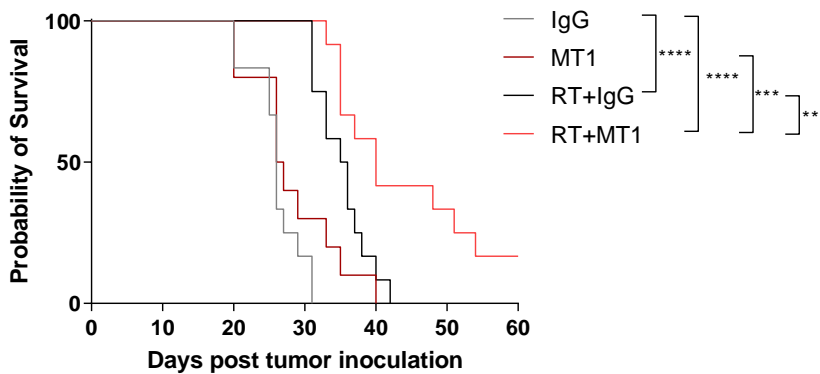 Probability of Survival
100
50
0
0 10 20 30 40 50 60
Days post tumor inoculation
IgG
MT1
RT+IgG
RT+MT1
****
****
***
**